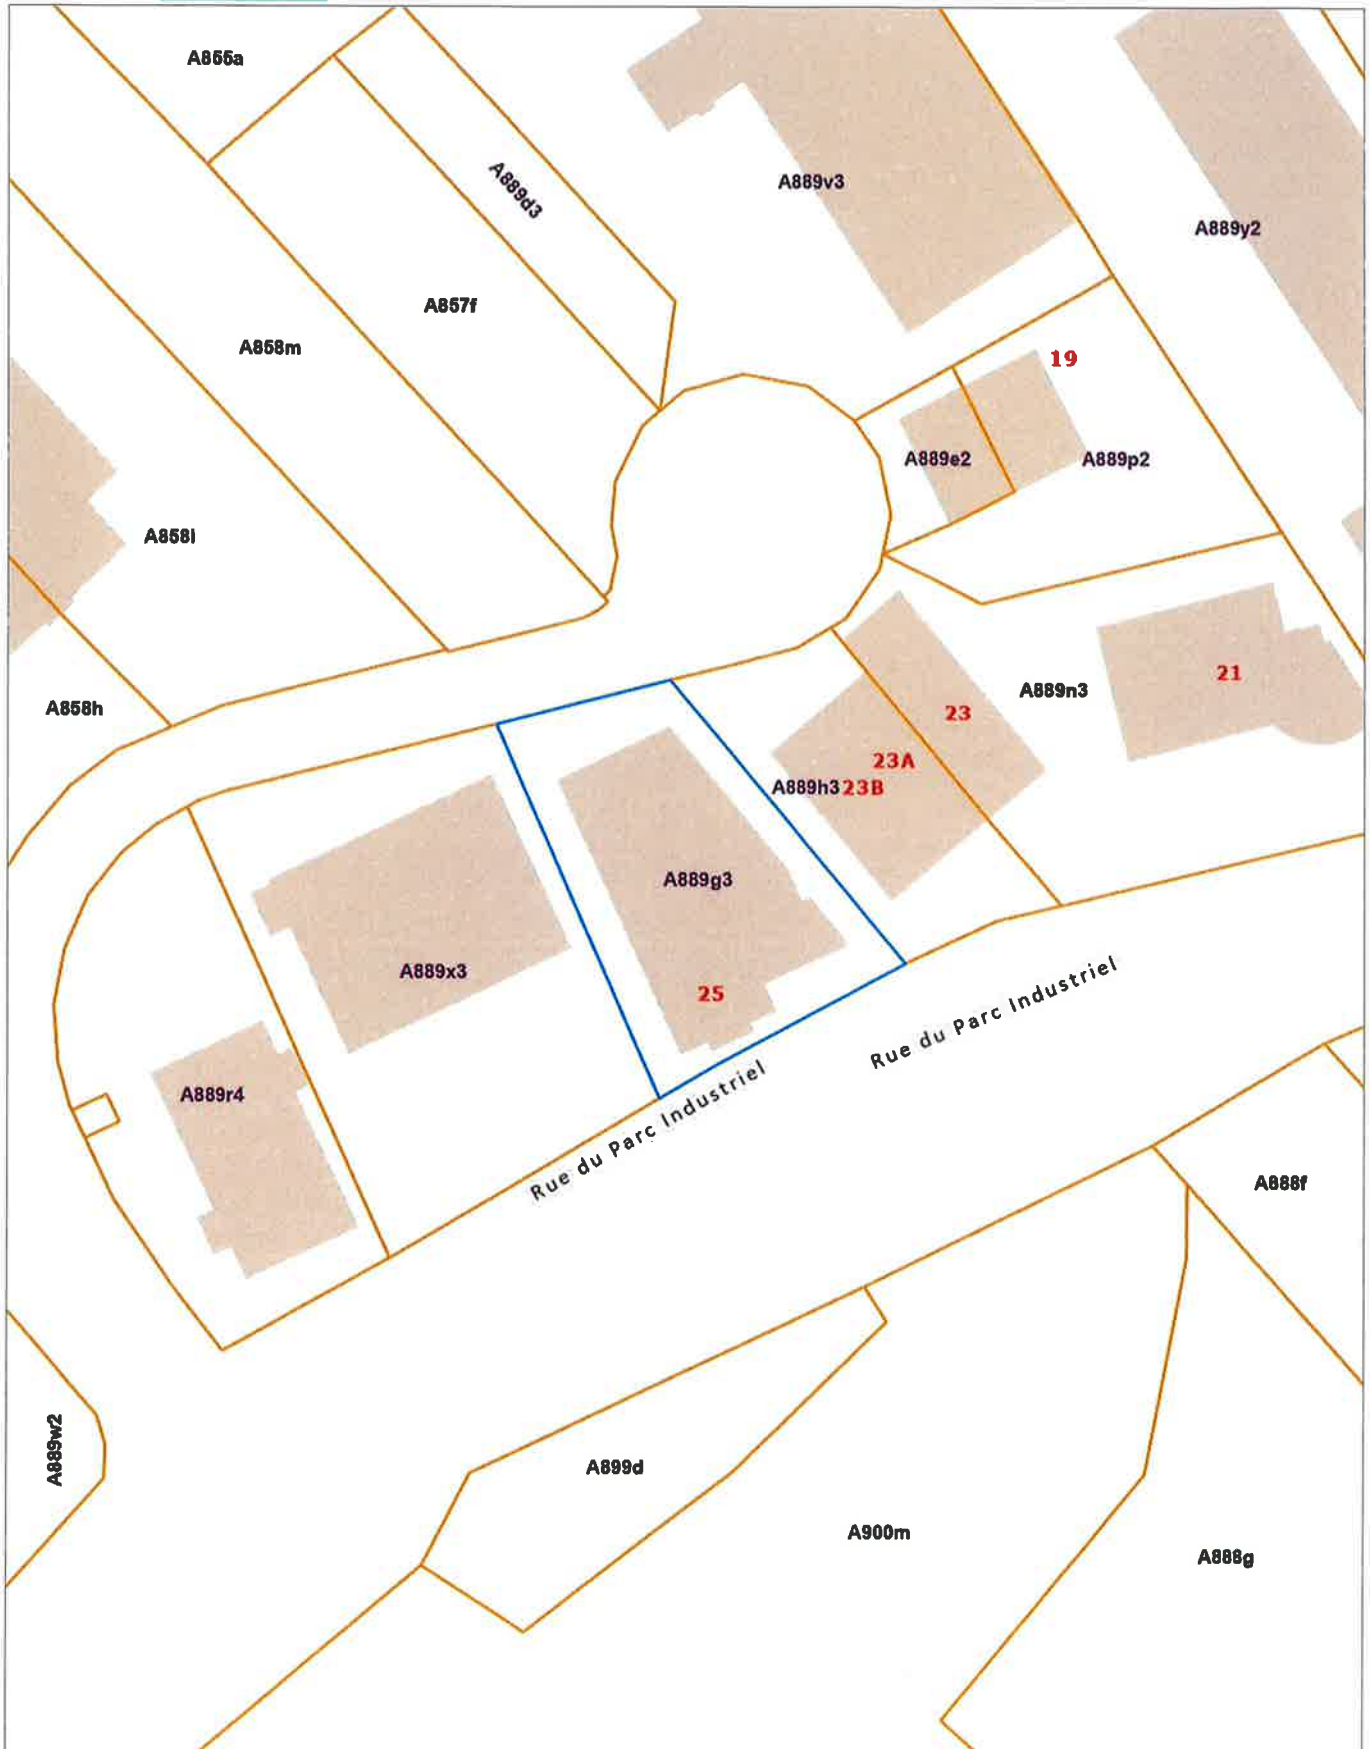 A855a
A889d3
A889v3
A889y2
A857f
A858m
19
A889e2
A889p2
A858l
A858h
A889n3
21
23
23A
A889h3 23B
A889g3
A889x3
25
Rue du Parc Industriel
Rue du Parc Industriel
A889r4
A888f
A889w2
A899d
A900m
A888g